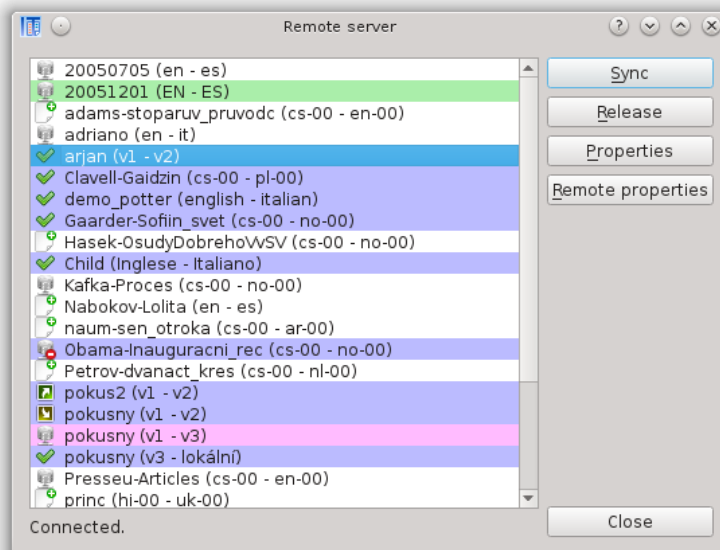 Remote server
20050705 (en - es)
20051201 (EN - ES)
adams-stoparuv_pruvodc (cs-00 - en-00)
adriano (en - it)
arjan (v1 - v2)
Clavell-Gaidzin (cs-00 - pl-00)
demo_potter (english - italian)
Gaarder-Sofiin_svet (cs-00 - no-00)
Hasek-OsudyDobrehoVvSV (cs-00 - no-00)
Child (Inglese - Italiano)
Kafka-Proces (cs-00 - no-00)
Nabokov-Lolita (en - es)
naum-sen_otroka (cs-00 - ar-00)
Obama-Inauguracni_rec (cs-00 - no-00)
Petrov-dvanact_kres (cs-00 - nl-00)
pokus2 (v1 - v2)
pokusny (v1 - v2)
pokusny (v1 - v3)
pokusny (v3 - lokální)
Presseu-Articles (cs-00 - en-00)
princ (hi-00 - uk-00)
Connected.
Sync
Release
Properties
Remote properties
Close